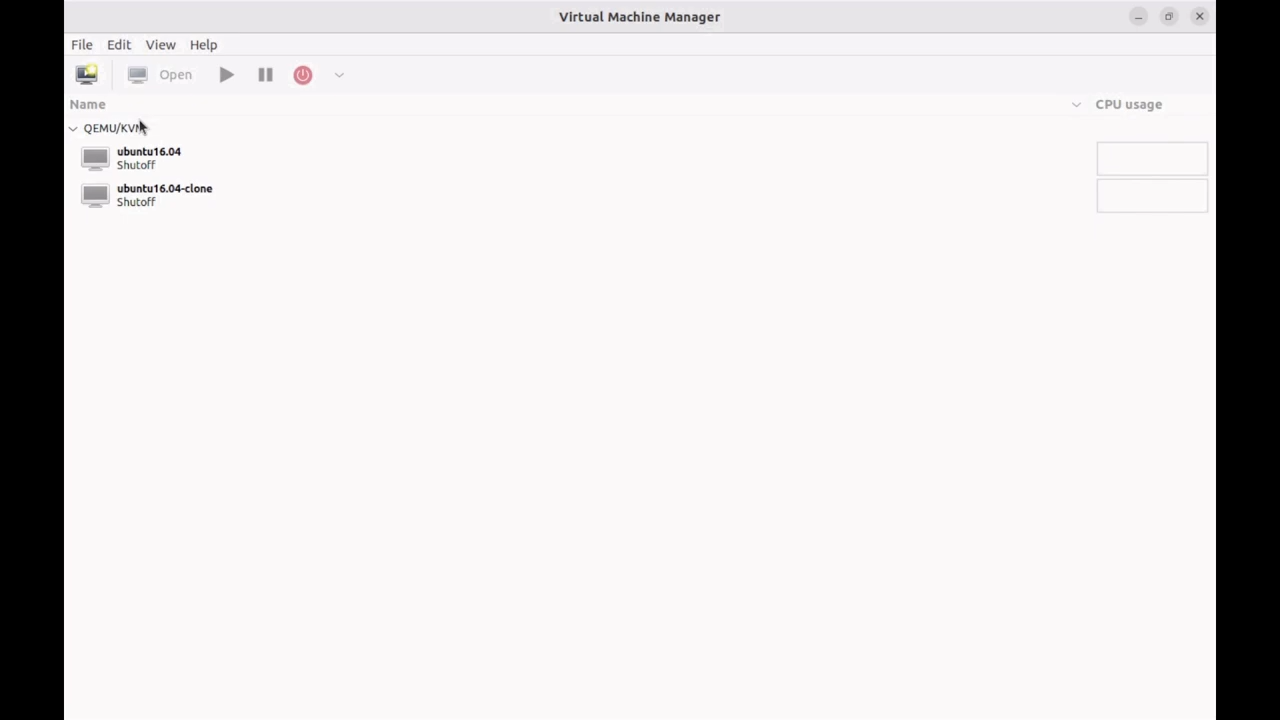 Virtual Machine Manager
File Edit View Help
Open
Name CPU usage
QEMU/KVM
ubuntu16.04
Shutoff
ubuntu16.04-clone
Shutoff